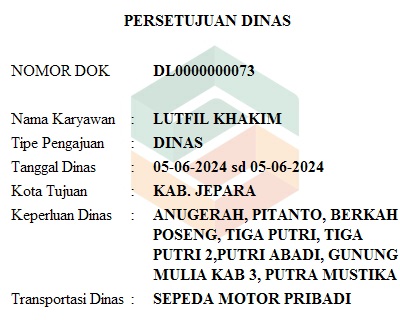 PERSETUJUAN DINAS
NOMOR DOK DL0000000073
Nama Karyawan : LUTFIL KHAKIM
Tipe Pengajuan : DINAS
Tanggal Dinas : 05-06-2024 sd 05-06-2024
Kota Tujuan : KAB. JEPARA
Keperluan Dinas : ANUGERAH, PITANTO, BERKAH
POSENG, TIGA PUTRI, TIGA
PUTRI 2,PUTRI ABADI, GUNUNG
MULIA KAB 3, PUTRA MUSTIKA
Transportasi Dinas : SEPEDA MOTOR PRIBADI